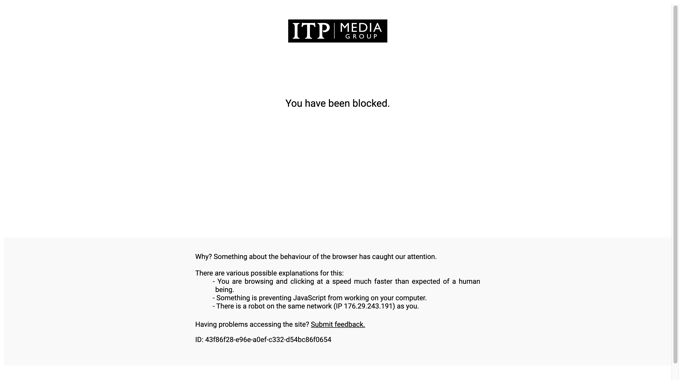 ITP MEDIA GROUP
You have been blocked.
Why? Something about the behaviour of the browser has caught our attention.
There are various possible explanations for this:
- You are browsing and clicking at a speed much faster than expected of a human
being.
- Something is preventing JavaScript from working on your computer.
- There is a robot on the same network (IP 176.29.243.191) as you.
Having problems accessing the site? Submit feedback.
ID: 43f86f28-e96e-a0ef-c332-d54bc86f0654